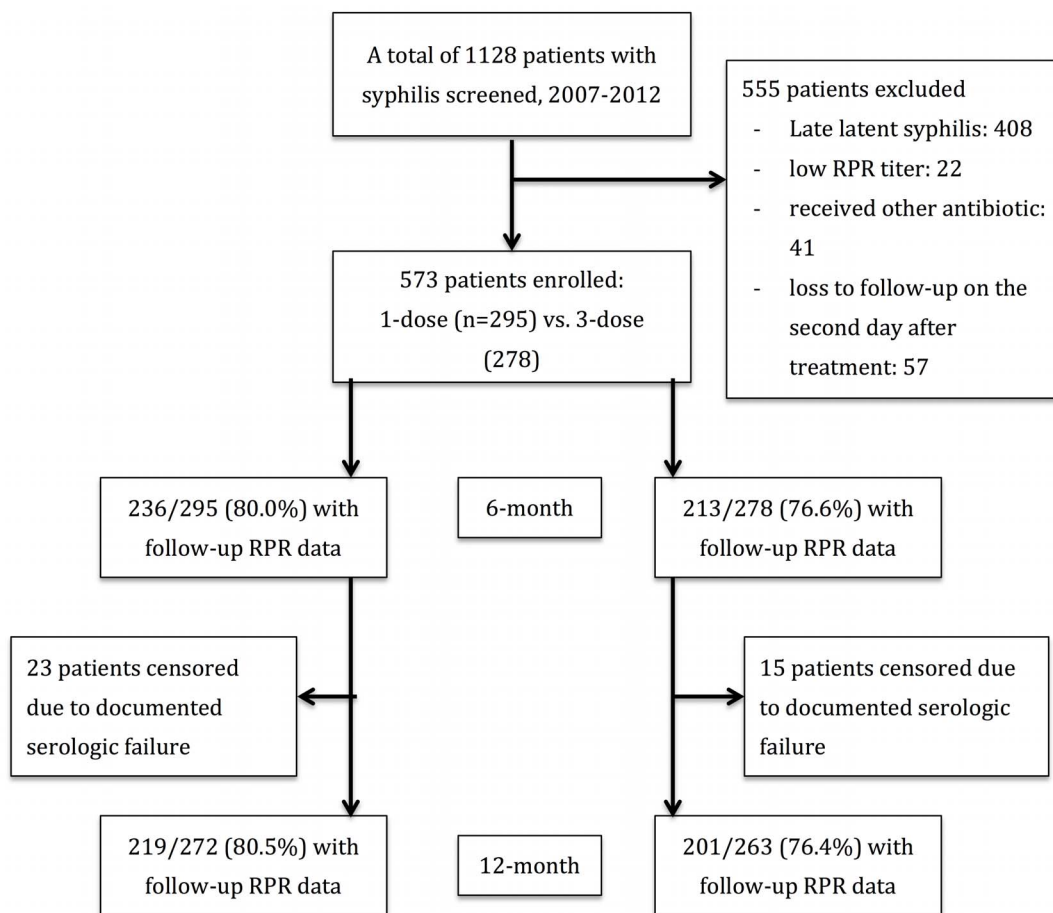 A total of 1128 patients with
syphilis screened, 2007-2012
555 patients excluded
- Late latent syphilis: 408
- low RPR titer: 22
- received other antibiotic:
41
- loss to follow-up on the
second day after
treatment: 57
573 patients enrolled:
1-dose (n=295) vs. 3-dose
(278)
236/295 (80.0%) with
follow-up RPR data
6-month
213/278 (76.6%) with
follow-up RPR data
23 patients censored
due to documented
serologic failure
15 patients censored due
to documented serologic
failure
219/272 (80.5%) with
follow-up RPR data
12-month
201/263 (76.4%) with
follow-up RPR data